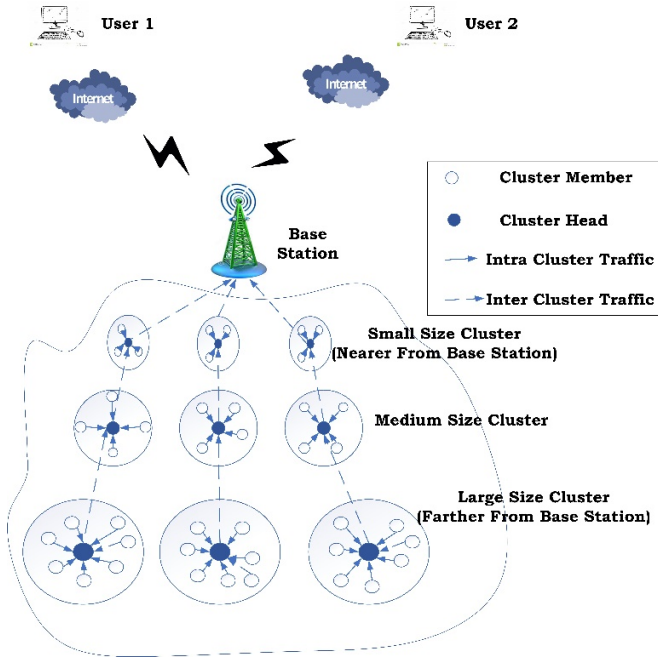 User 1
User 2
Internet
Internet
Cluster Member
Cluster Head
Intra Cluster Traffic
Inter Cluster Traffic
Base
Station
Small Size Cluster
(Nearer From Base Station)
Medium Size Cluster
Large Size Cluster
(Farther From Base Station)